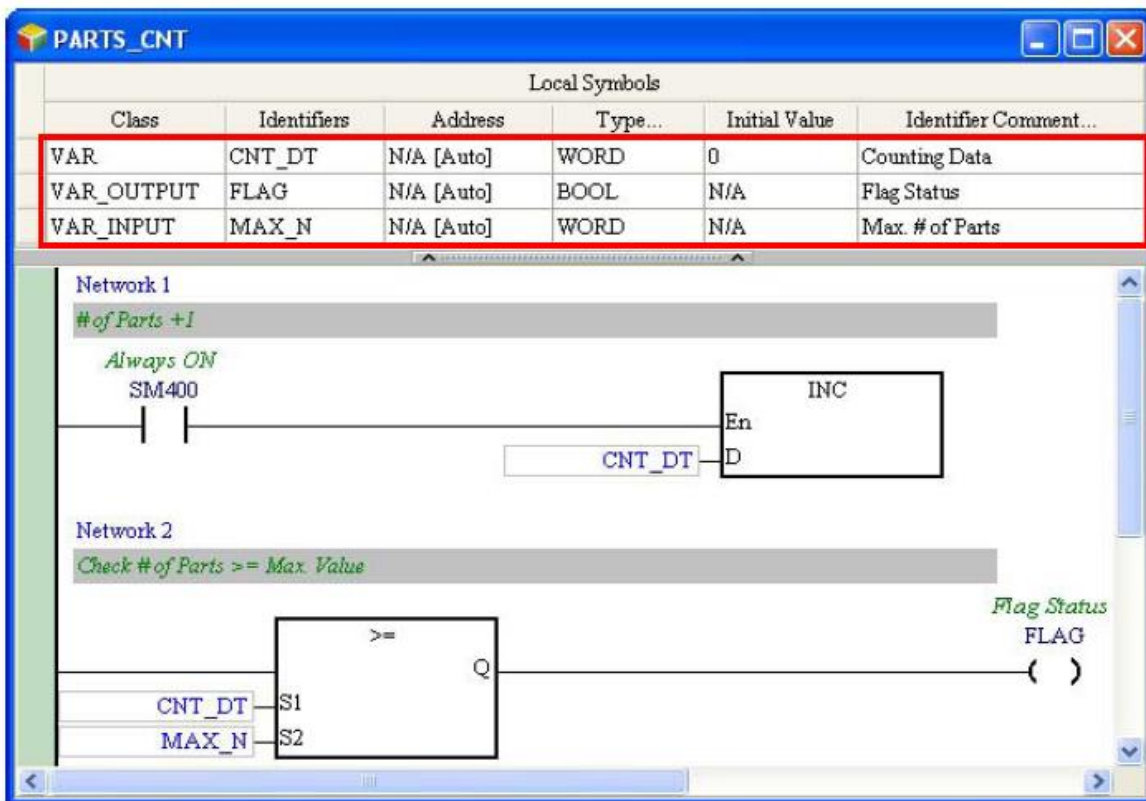 PARTS_CNT
Local Symbols
Class Identifiers Address Type... Initial Value Identifier Comment...
VAR CNT_DT N/A [Auto] WORD 0 Counting Data
VAR_OUTPUT FLAG N/A [Auto] BOOL N/A Flag Status
VAR_INPUT MAX_N N/A [Auto] WORD N/A Max. # of Parts
Network 1
# of Parts +1
Always ON
SM400
INC
En
CNT_DT D
Network 2
Check # of Parts >= Max. Value
Flag Status
FLAG
>=
Q
CNT_DT S1
MAX_N S2